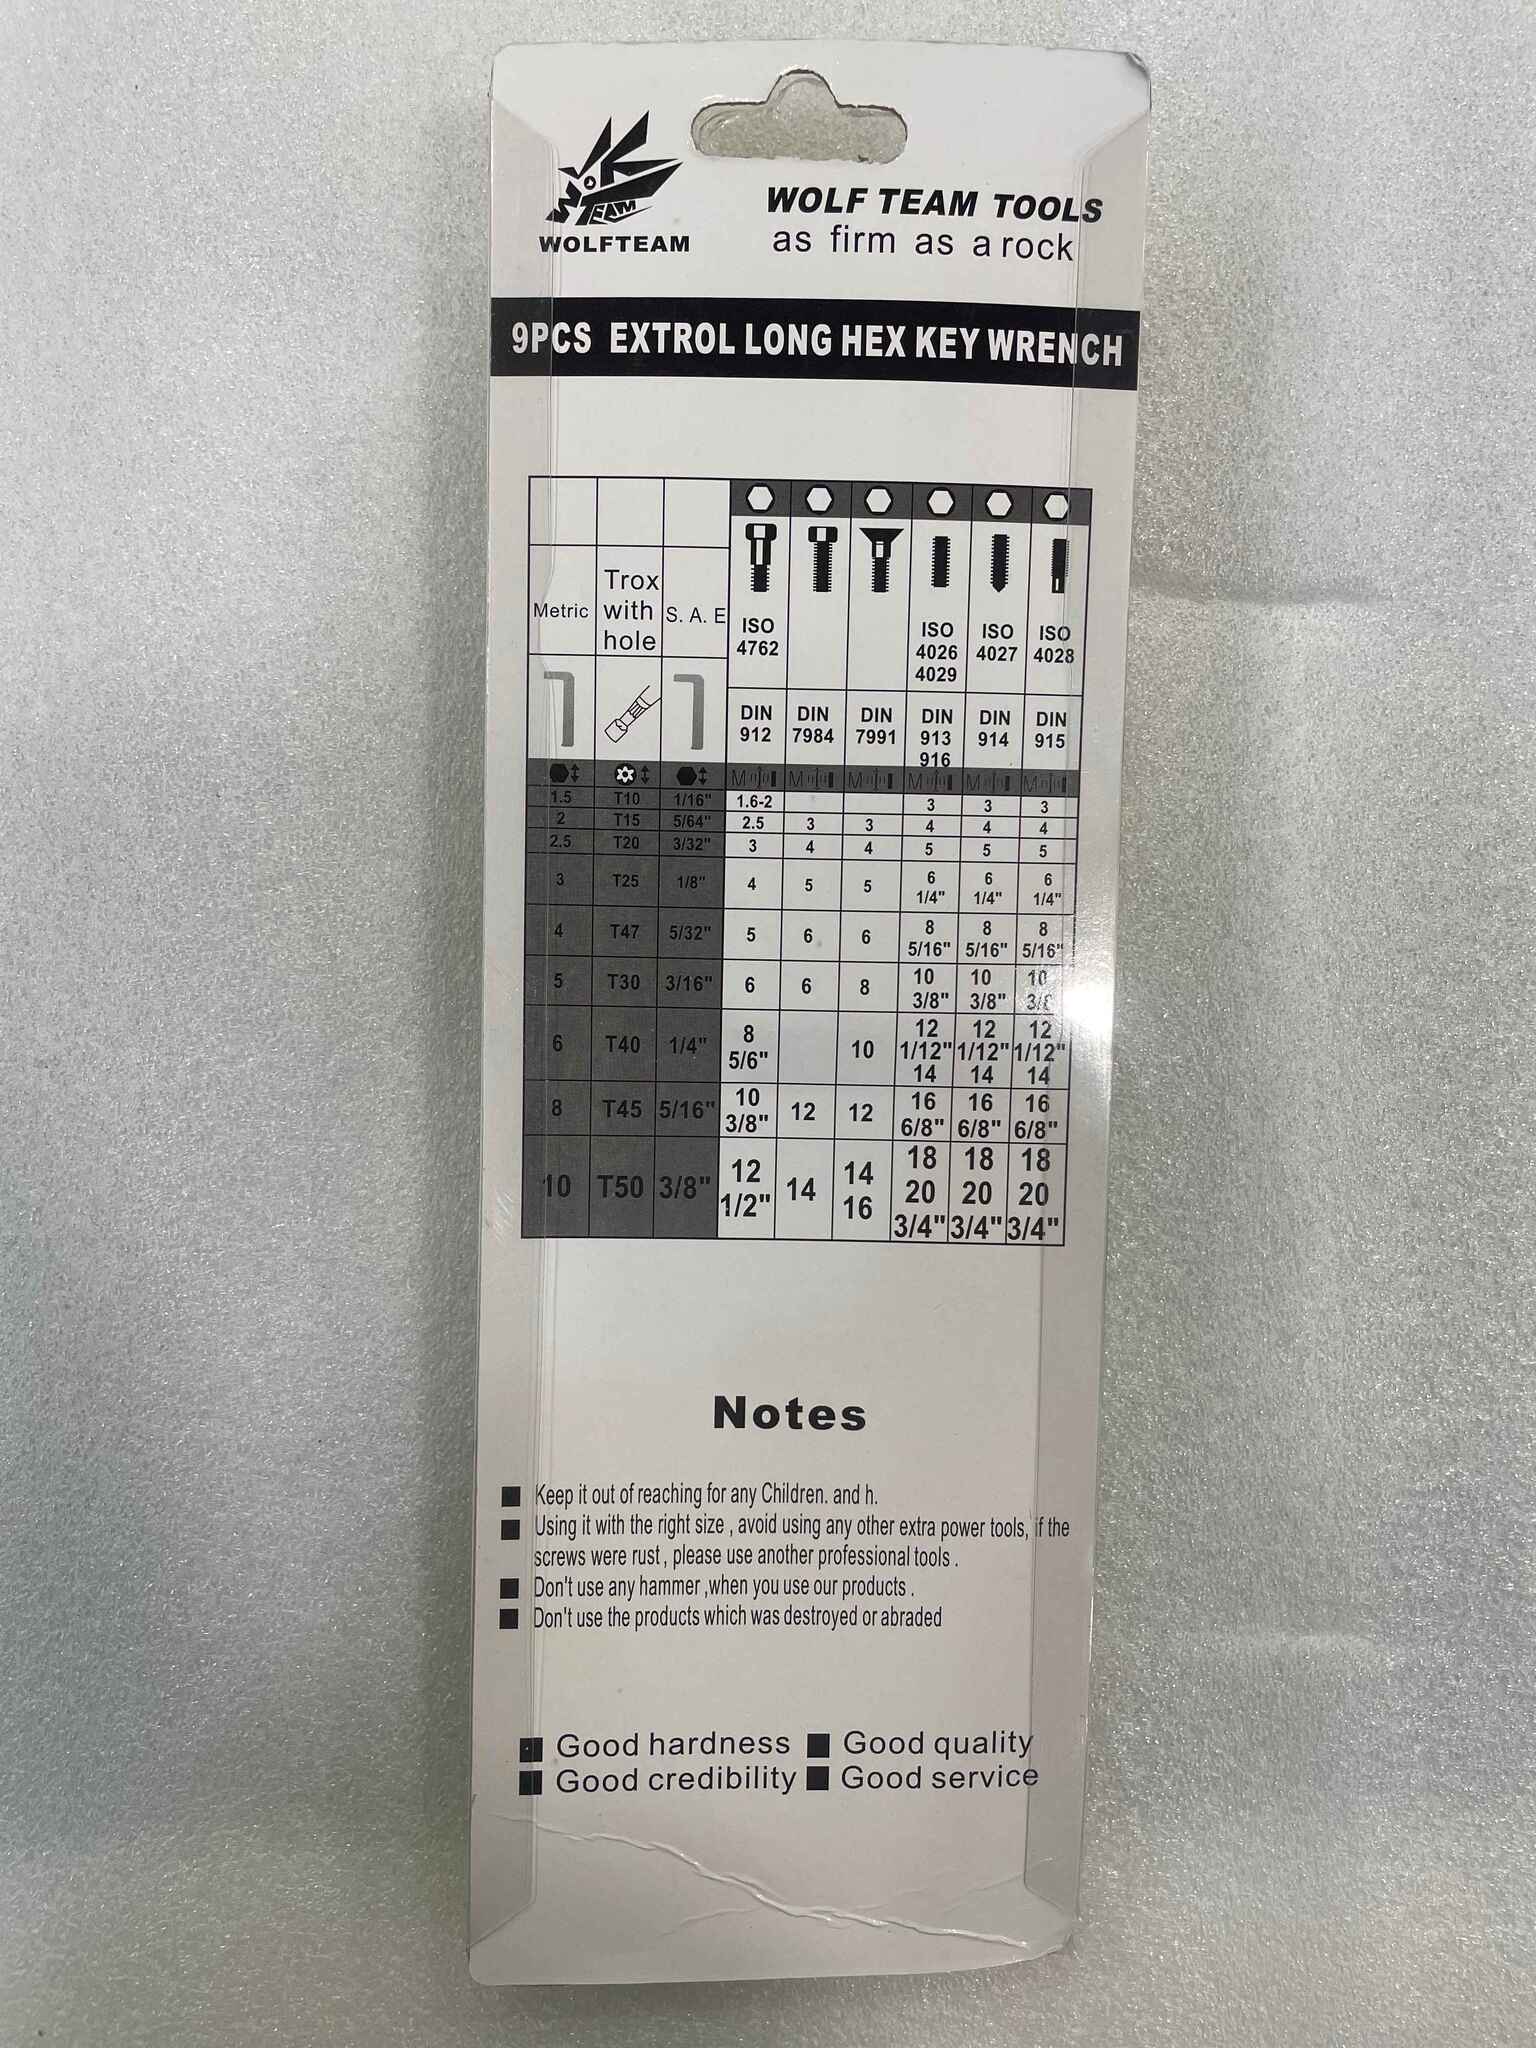 WOK
TEAM
WOLFTEAM
WOLF TEAM TOOLS
as firm as a rock
9PCS EXTROL LONG HEX KEY WRENCH
Metric
Trox with hole
S. A. E
ISO 4762
ISO 4026 4029
ISO 4027
ISO 4028
DIN 912
DIN 7984
DIN 7991
DIN 913 916
DIN 914
DIN 915
M M M M M M
1.5 T10 1/16" 1.6-2 3 3 3
2 T15 5/64" 2.5 3 3 4 4 4
2.5 T20 3/32" 3 4 4 5 5 5
3 T25 1/8" 4 5 5 6 1/4" 6 1/4" 6 1/4"
4 T47 5/32" 5 6 6 8 5/16" 8 5/16" 8 5/16"
5 T30 3/16" 6 6 8 10 3/8" 10 3/8" 10 3/8
6 T40 1/4" 8 5/6" 10 12 1/12" 14 12 1/12" 14 12 1/12" 14
8 T45 5/16" 10 3/8" 12 12 16 6/8" 16 6/8" 16 6/8"
10 T50 3/8" 12 1/2" 14 14 16 18 20 3/4" 18 20 3/4" 18 20 3/4"
Notes
Keep it out of reaching for any Children. and h.
Using it with the right size , avoid using any other extra power tools, if the
screws were rust , please use another professional tools .
Don't use any hammer ,when you use our products .
Don't use the products which was destroyed or abraded
Good hardness Good quality
Good credibility Good service